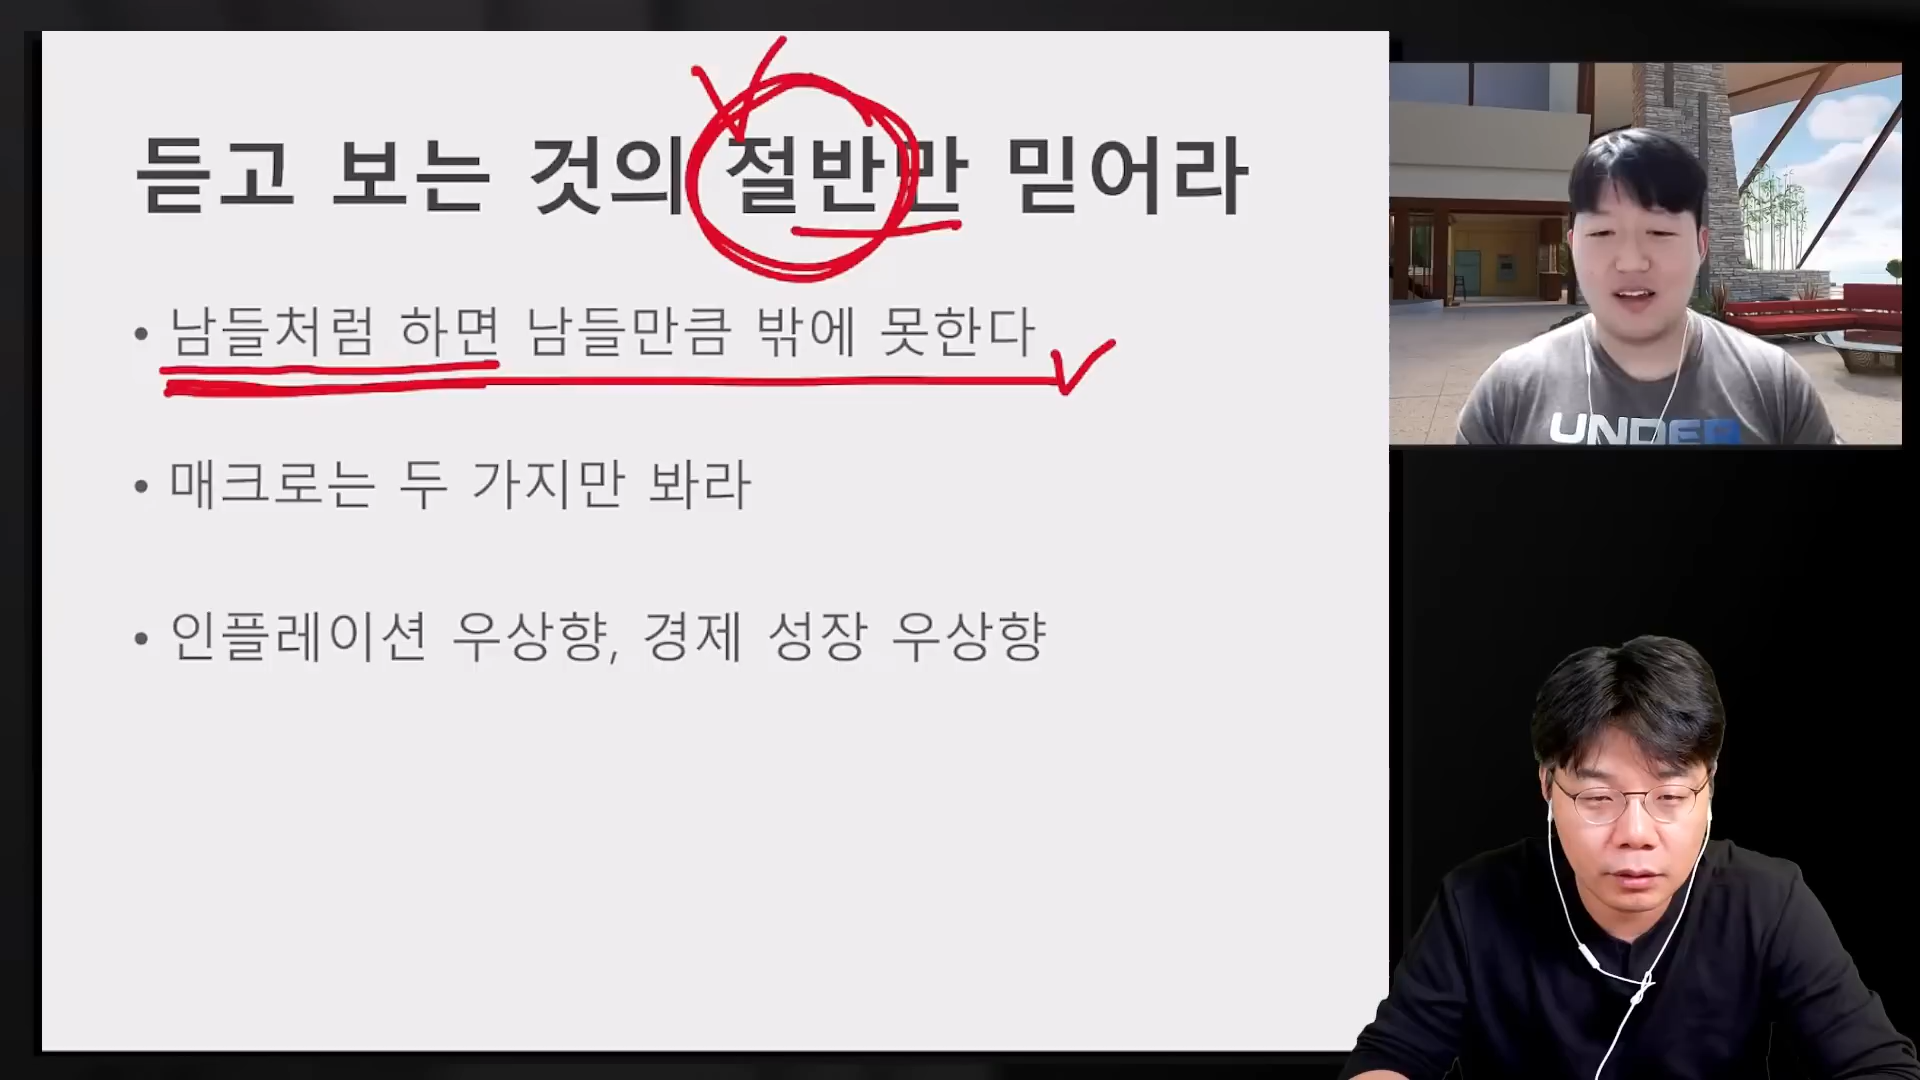 듣고 보는 것의 절반만 믿어라
• 남들처럼 하면 남들만큼 밖에 못한다
• 매크로는 두 가지만 봐라
• 인플레이션 우상향, 경제 성장 우상향
UNDER